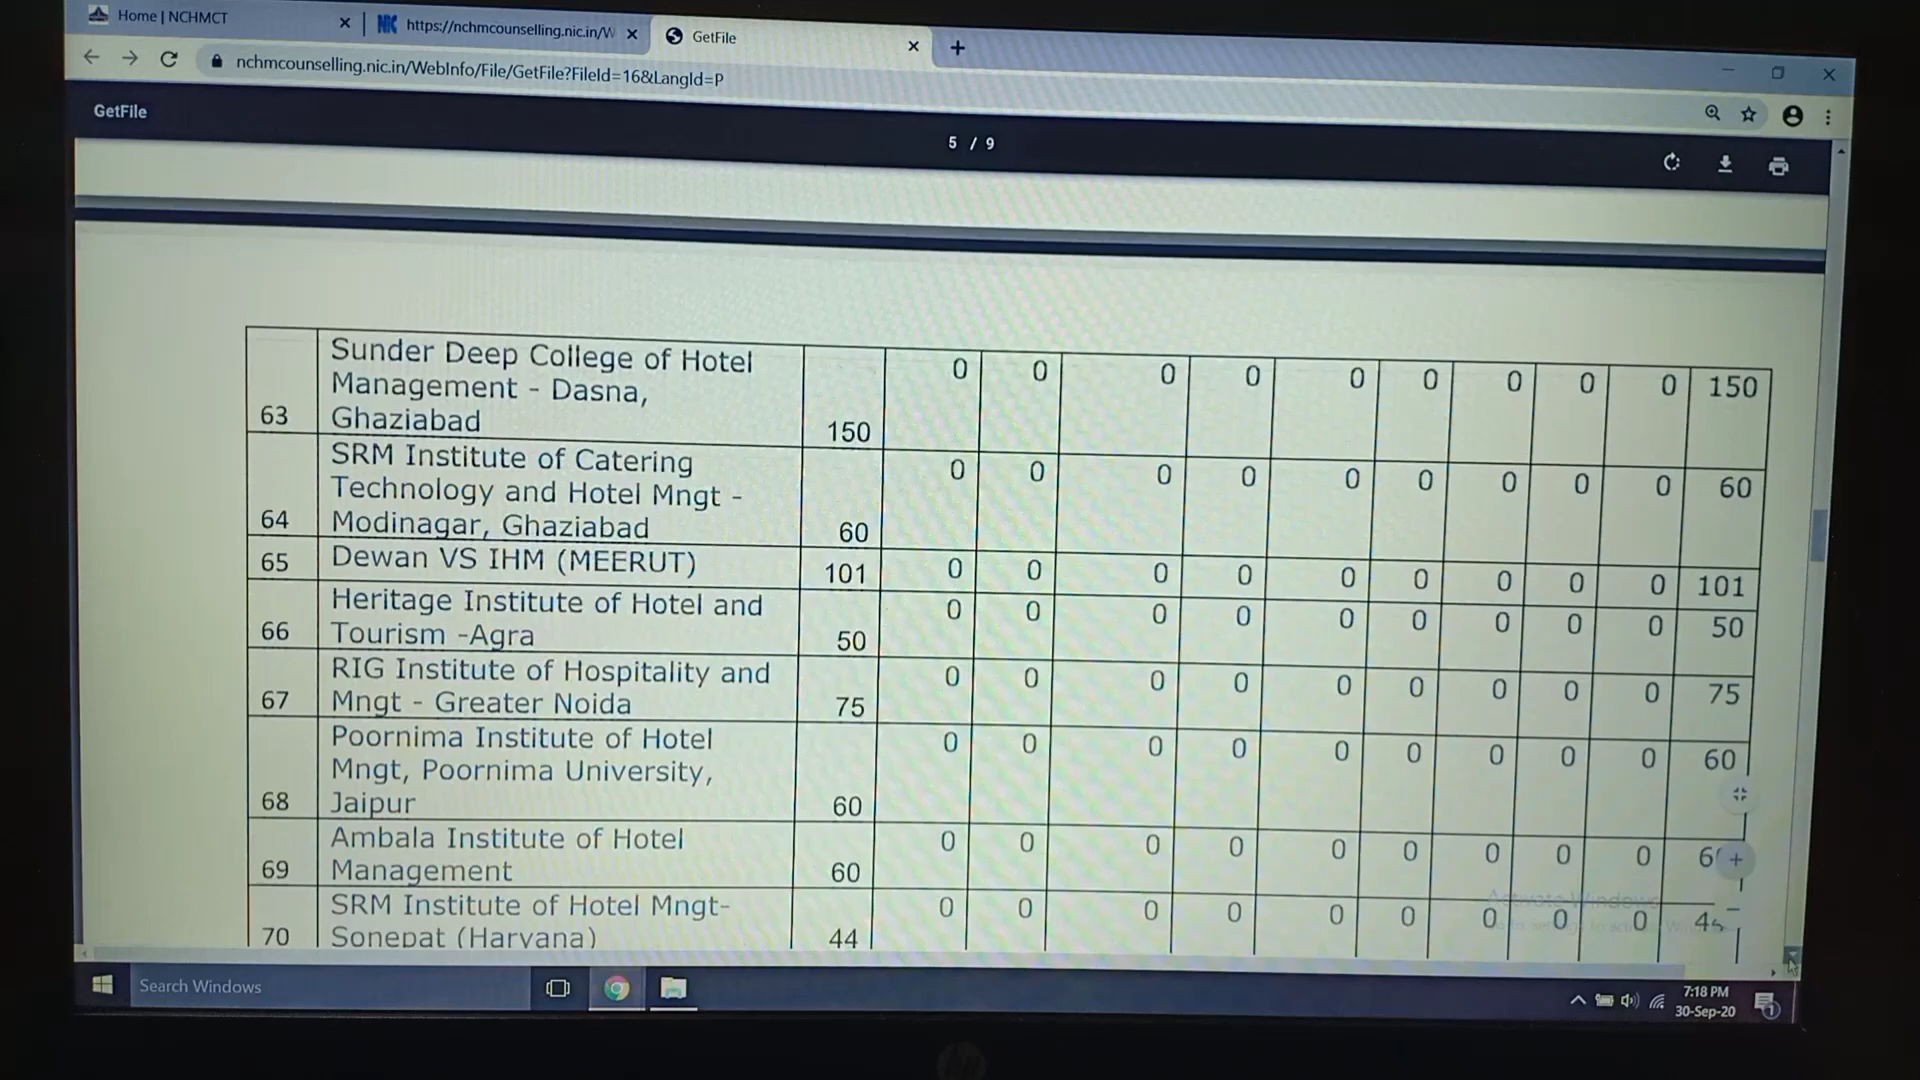 Home | NCHMCT
NIC https://nchmcounselling.nic.in/W
GetFile
nchmcounselling.nic.in/WebInfo/File/GetFile?FileId=16&LangId=P
GetFile
5 / 9
63 Sunder Deep College of Hotel
Management - Dasna,
Ghaziabad 150 0 0 0 0 0 0 0 0 0 150
64 SRM Institute of Catering
Technology and Hotel Mngt -
Modinagar, Ghaziabad 60 0 0 0 0 0 0 0 0 0 60
65 Dewan VS IHM (MEERUT) 101 0 0 0 0 0 0 0 0 0 101
66 Heritage Institute of Hotel and
Tourism -Agra 50 0 0 0 0 0 0 0 0 0 50
67 RIG Institute of Hospitality and
Mngt - Greater Noida 75 0 0 0 0 0 0 0 0 0 75
68 Poornima Institute of Hotel
Mngt, Poornima University,
Jaipur 60 0 0 0 0 0 0 0 0 0 60
69 Ambala Institute of Hotel
Management 60 0 0 0 0 0 0 0 0 0
70 SRM Institute of Hotel Mngt-
Sonepat (Haryana) 44 0 0 0 0 0 0 0 0 0
Activate Windows
Search Windows
7:18 PM
30-Sep-20
hp